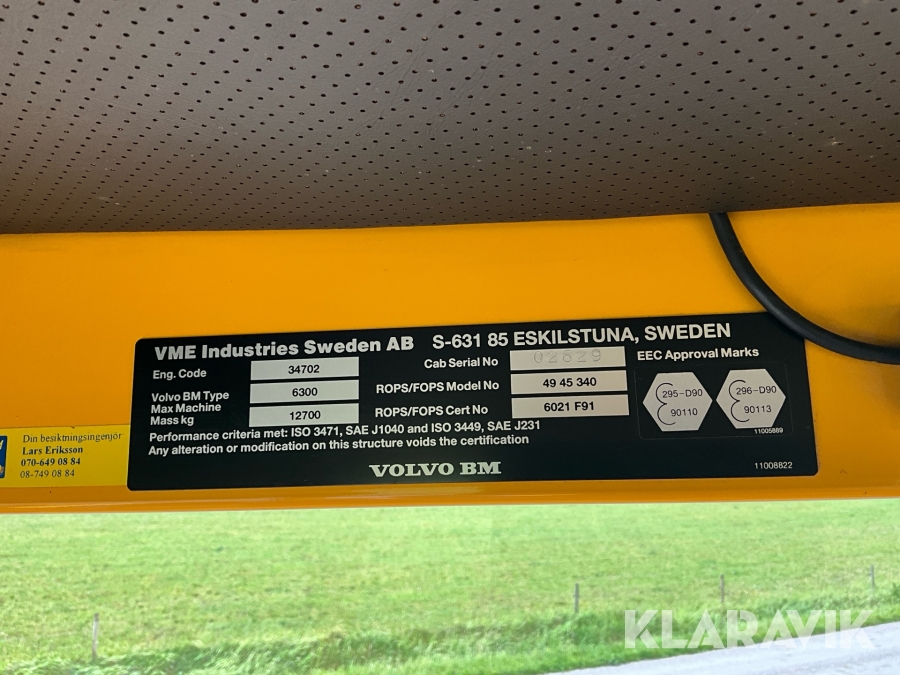 VME Industries Sweden AB S-631 85 ESKILSTUNA, SWEDEN
Eng. Code 34702 Cab Serial No 02629 EEC Approval Marks
Volvo BM Type 6300 ROPS/FOPS Model No 49 45 340
Max Machine Mass kg 12700 ROPS/FOPS Cert No 6021 F91
295-D90
90110
296-D90
90113
11005889
Performance criteria met: ISO 3471, SAE J1040 and ISO 3449, SAE J231
Any alteration or modification on this structure voids the certification
VOLVO BM
11008822
Din besiktningsingenjör
Lars Eriksson
070-649 08 84
08-749 08 84
KLARAVIK